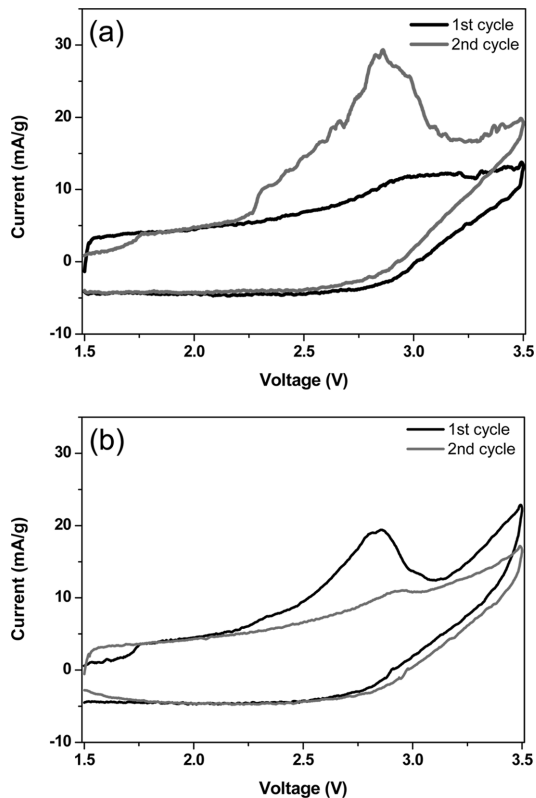 (a)
1st cycle
2nd cycle
30
20
10
0
-10
Current (mA/g)
1.5 2.0 2.5 3.0 3.5
Voltage (V)
(b)
1st cycle
2nd cycle
30
20
10
0
-10
Current (mA/g)
1.5 2.0 2.5 3.0 3.5
Voltage (V)